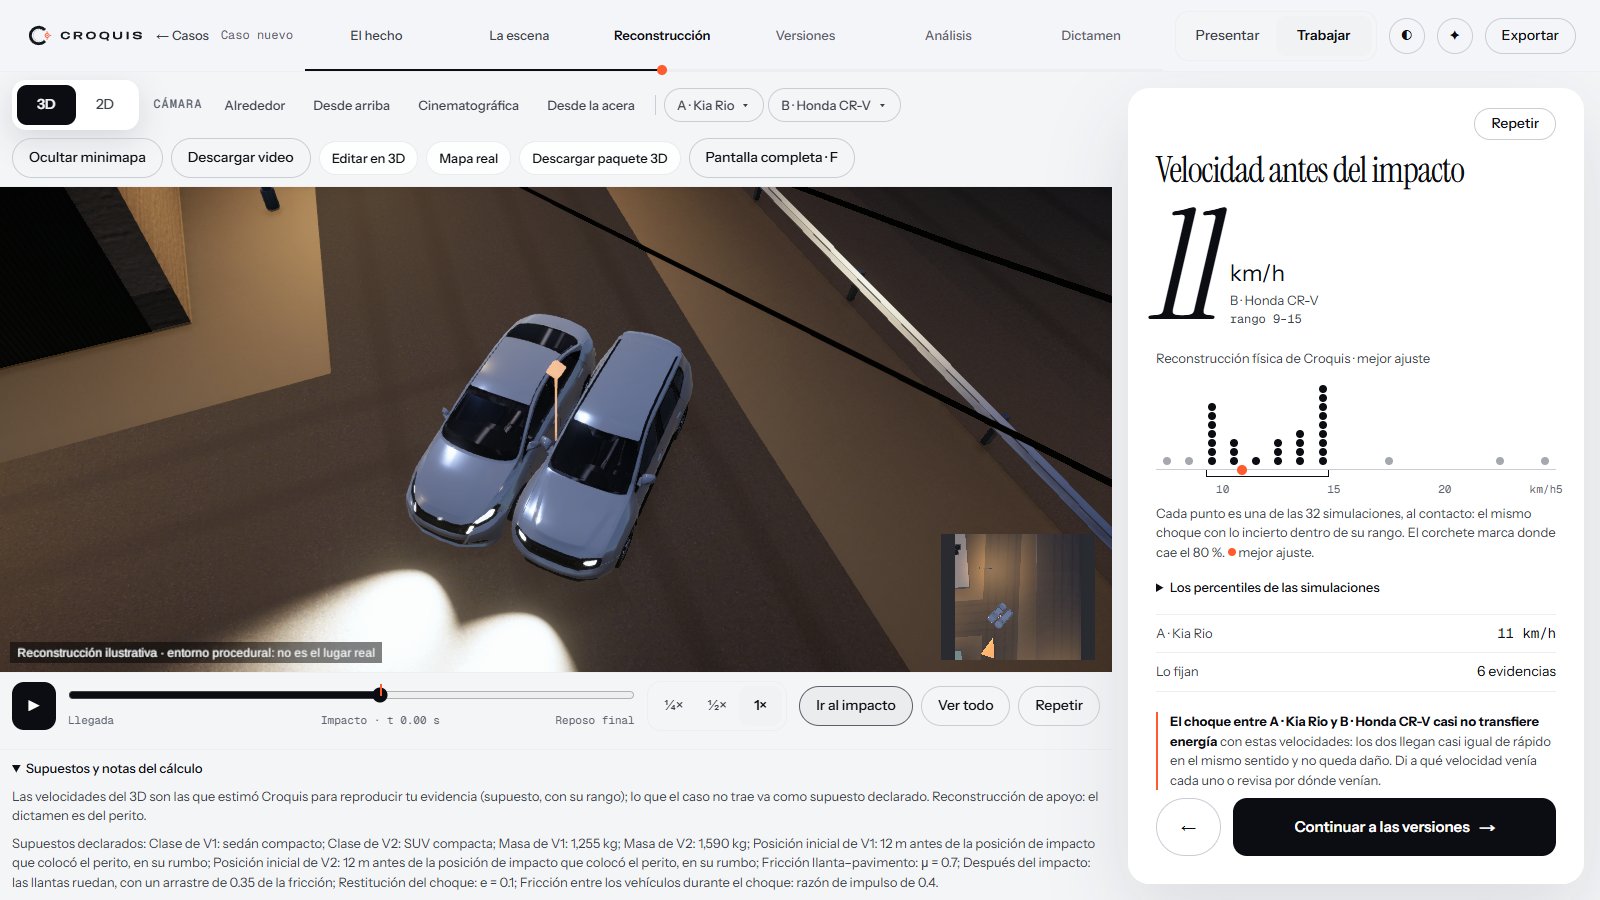 CROQUIS
← Casos
Caso nuevo
El hecho
La escena
Reconstrucción
Versiones
Análisis
Dictamen
Presentar
Trabajar
Exportar
3D
2D
CÁMARA
Alrededor
Desde arriba
Cinematográfica
Desde la acera
A · Kia Rio
B · Honda CR-V
Ocultar minimapa
Descargar video
Editar en 3D
Mapa real
Descargar paquete 3D
Pantalla completa · F
Reconstrucción ilustrativa - entorno procedural: no es el lugar real
Llegada
Impacto · t 0.00 s
Reposo final
¼×
½×
1×
Ir al impacto
Ver todo
Repetir
Supuestos y notas del cálculo
Las velocidades del 3D son las que estimó Croquis para reproducir tu evidencia (supuesto, con su rango); lo que el caso no trae va como supuesto declarado. Reconstrucción de apoyo: el
dictamen es del perito.
Supuestos declarados: Clase de V1: sedán compacto; Clase de V2: SUV compacta; Masa de V1: 1,255 kg; Masa de V2: 1,590 kg; Posición inicial de V1: 12 m antes de la posición de impacto
que colocó el perito, en su rumbo; Posición inicial de V2: 12 m antes de la posición de impacto que colocó el perito, en su rumbo; Fricción llanta–pavimento: μ = 0.7; Después del impacto:
las llantas ruedan, con un arrastre de 0.35 de la fricción; Restitución del choque: e = 0.1; Fricción entre los vehículos durante el choque: razón de impulso de 0.4.
Repetir
Velocidad antes del impacto
11
km/h
B · Honda CR-V
rango 9–15
Reconstrucción física de Croquis · mejor ajuste
10
15
20
km/h5
Cada punto es una de las 32 simulaciones, al contacto: el mismo
choque con lo incierto dentro de su rango. El corchete marca donde
cae el 80 %. mejor ajuste.
Los percentiles de las simulaciones
A · Kia Rio
11 km/h
Lo fijan
6 evidencias
El choque entre A · Kia Rio y B · Honda CR-V casi no transfiere
energía con estas velocidades: los dos llegan casi igual de rápido
en el mismo sentido y no queda daño. Di a qué velocidad venía
cada uno o revisa por dónde venían.
←
Continuar a las versiones →